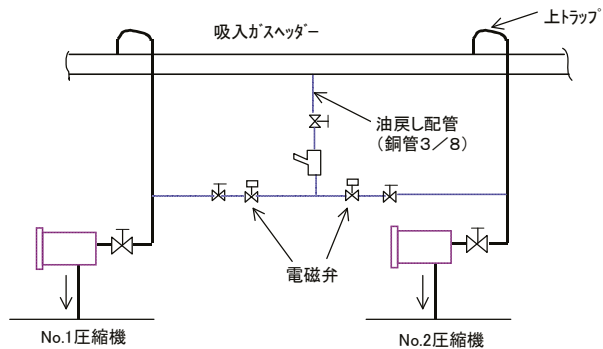 上トラップ
吸入ガスヘッダー
油戻し配管
（銅管３／８）
電磁弁
No.1圧縮機
No.2圧縮機